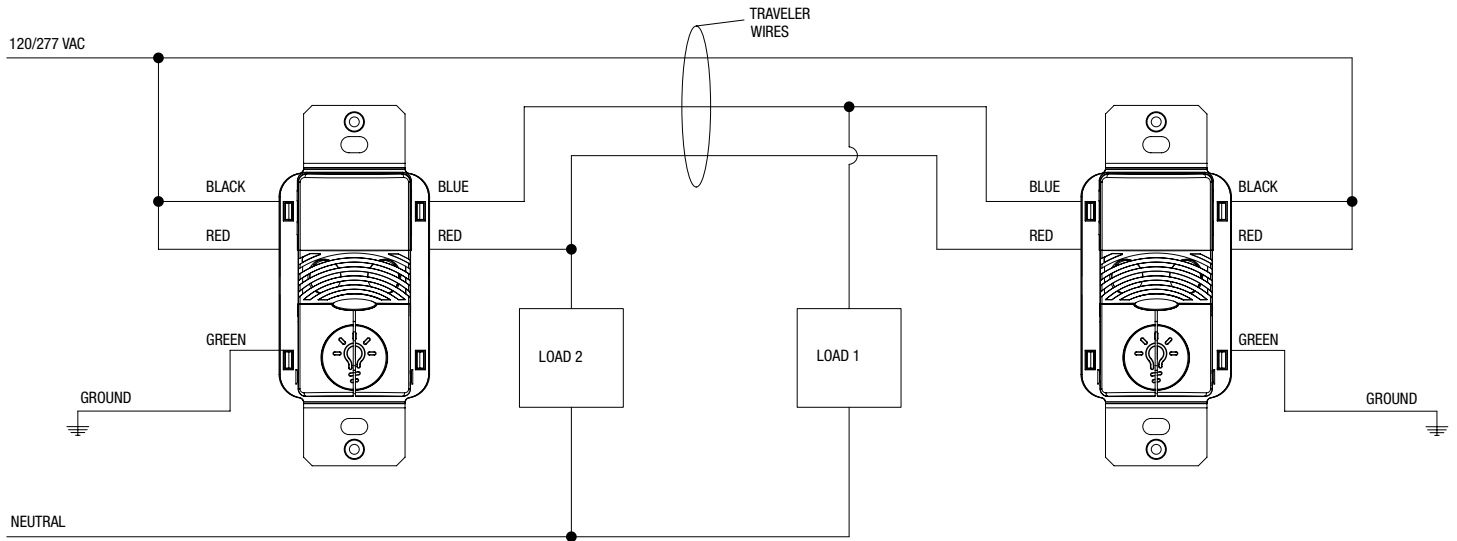 TRAVELER
WIRES
120/277 VAC
BLACK
BLUE
BLUE
BLACK
RED
RED
RED
RED
GREEN
LOAD 2
LOAD 1
GREEN
GROUND
GROUND
NEUTRAL